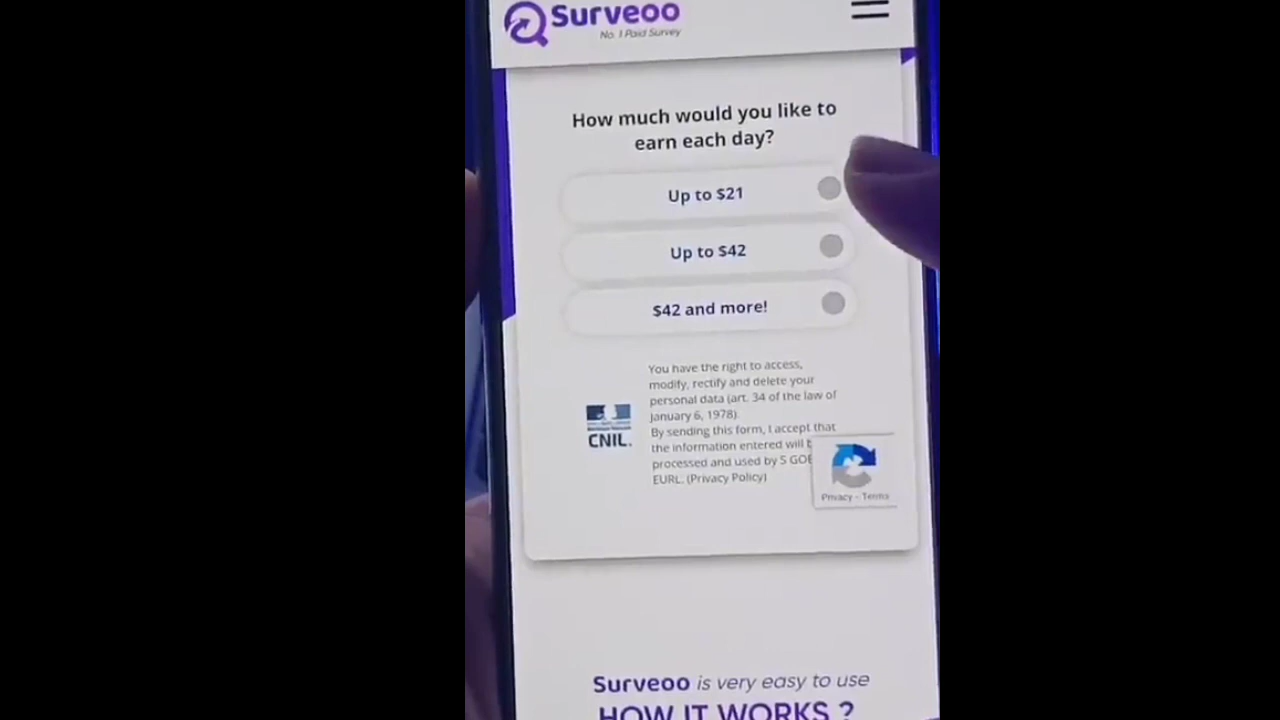 Surveoo
No. 1 Paid Survey
How much would you like to
earn each day?
Up to $21
Up to $42
$42 and more!
You have the right to access,
modify, rectify and delete your
personal data (art. 34 of the law of
January 6, 1978).
By sending this form, I accept that
the information entered will
processed and used by S
EURL. (Privacy Policy)
CNIL.
Privacy - Terms
Surveoo is very easy to use
HOW IT WORKS ?